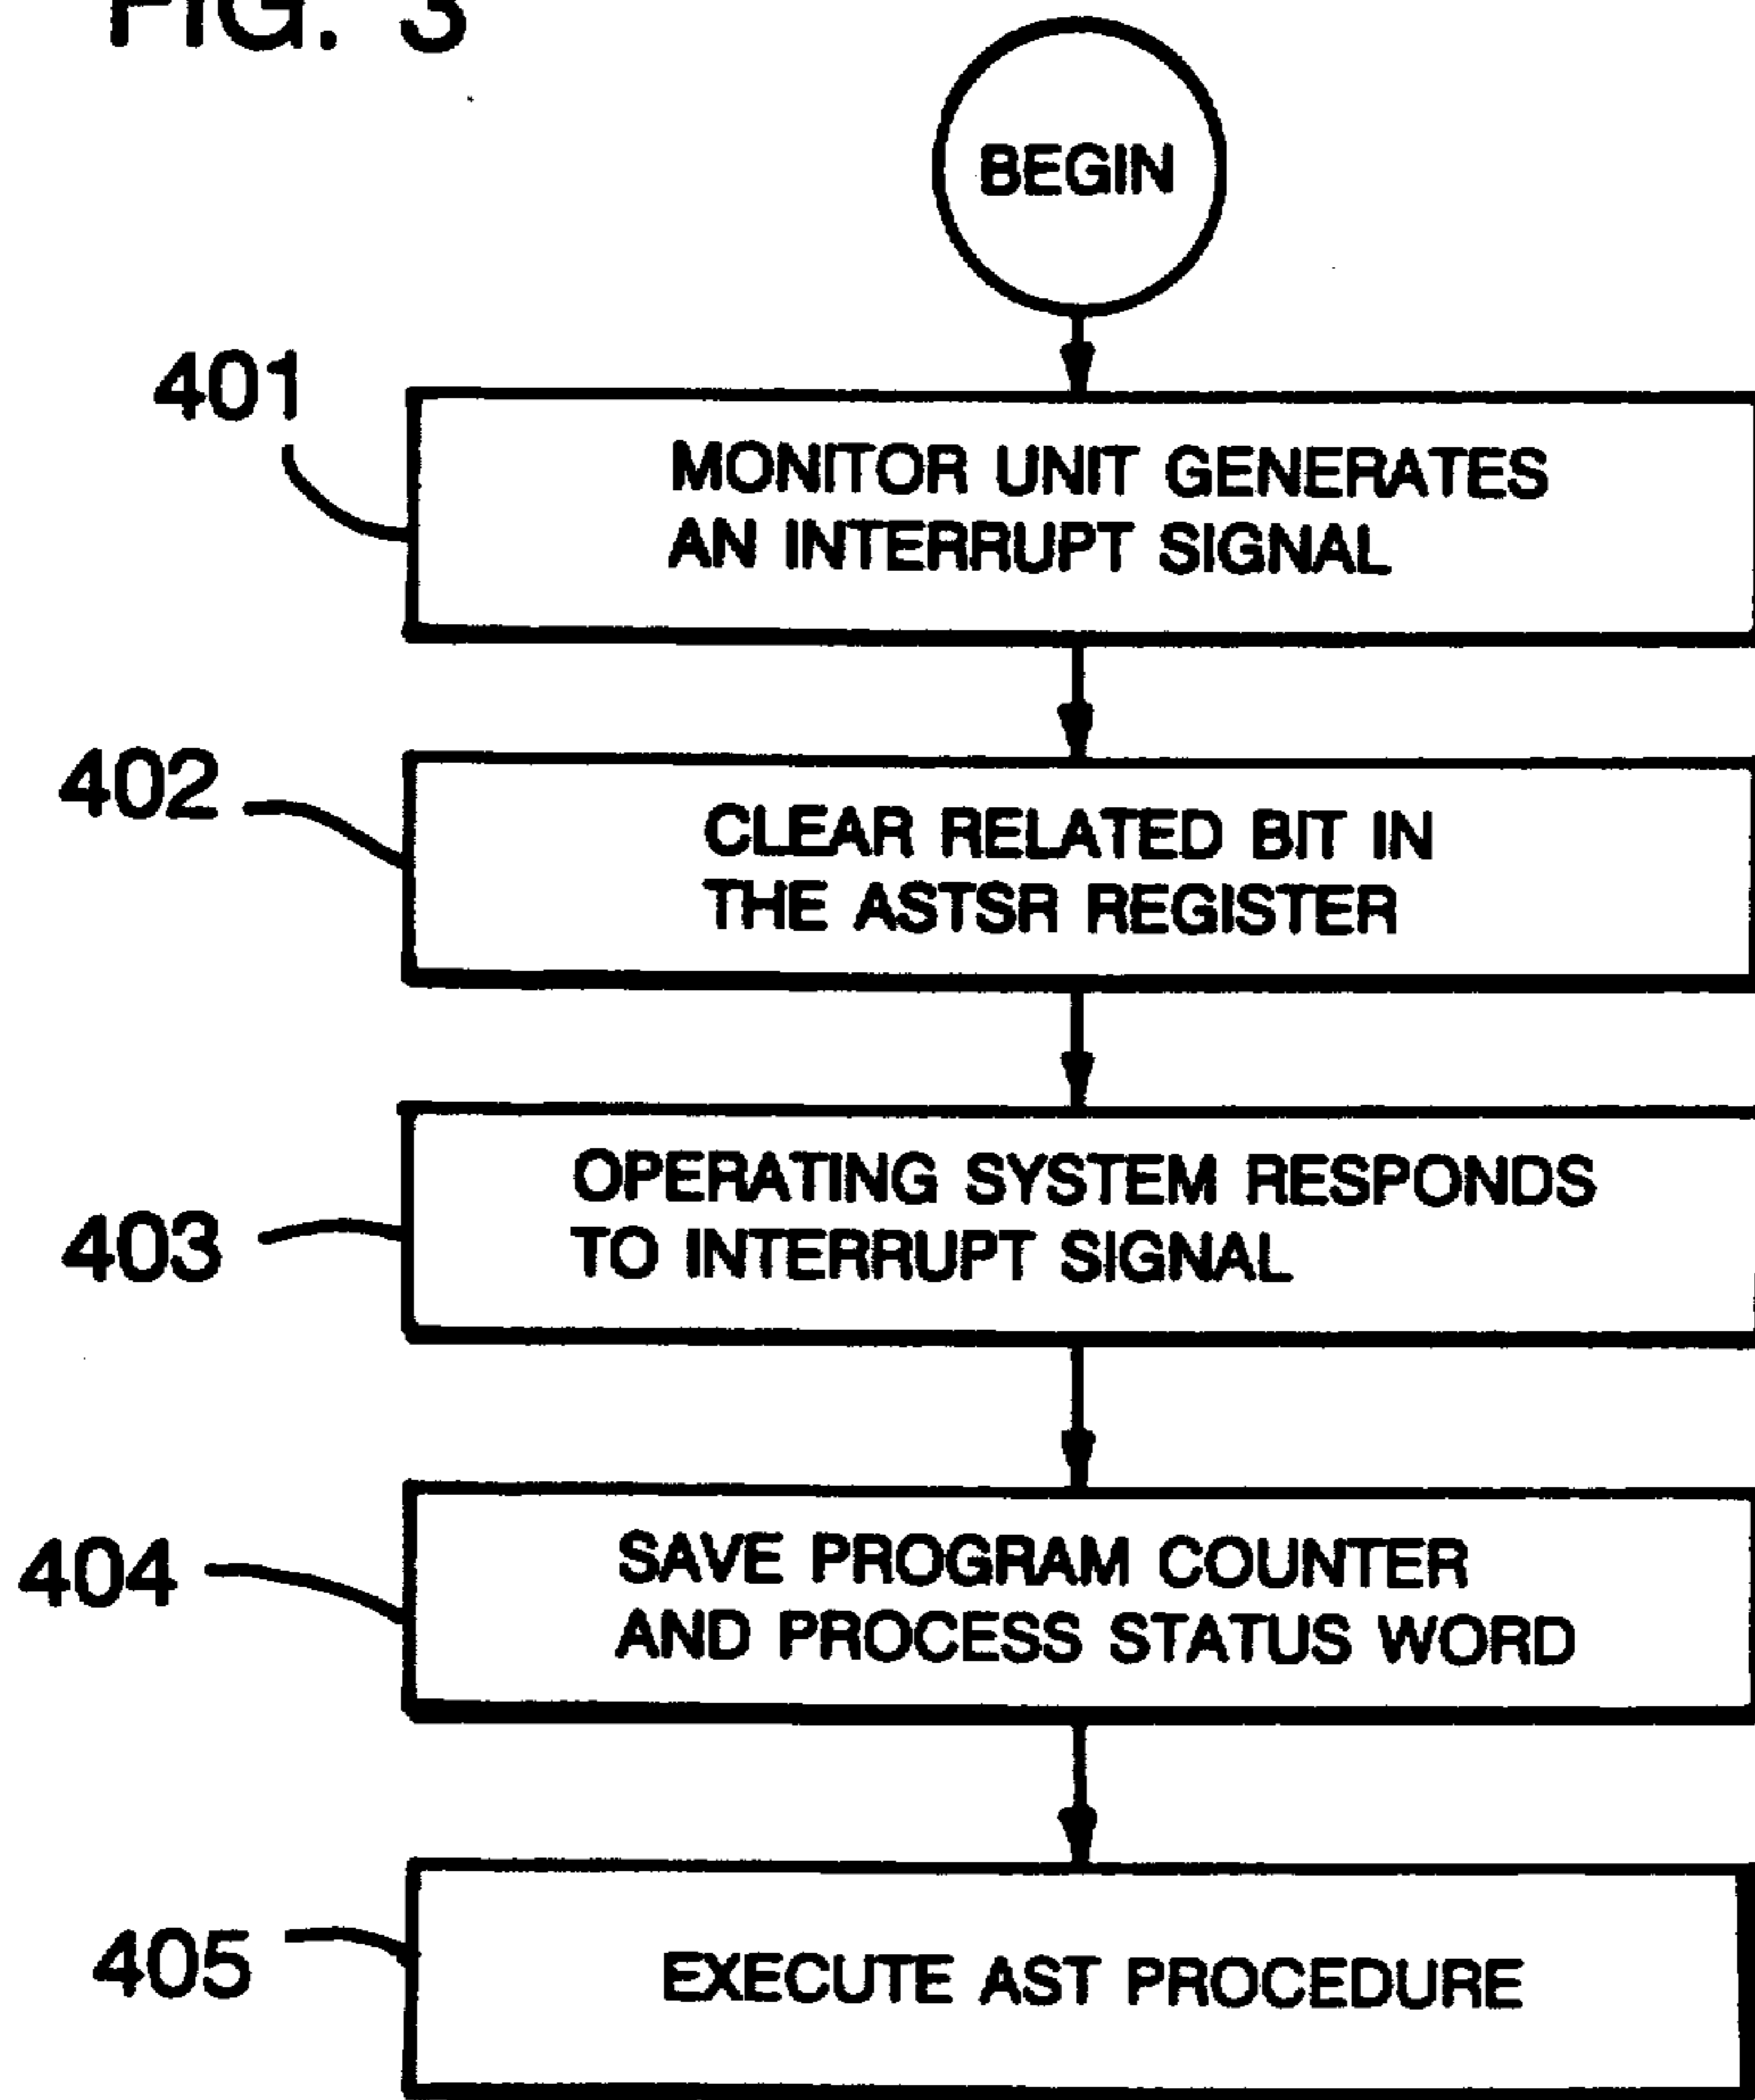 FIG. 3
BEGIN
401
MONITOR UNIT GENERATES
AN INTERRUPT SIGNAL
402
CLEAR RELATED BIT IN
THE ASTSR REGISTER
403
OPERATING SYSTEM RESPONDS
TO INTERRUPT SIGNAL
404
SAVE PROGRAM COUNTER
AND PROCESS STATUS WORD
405
EXECUTE AST PROCEDURE